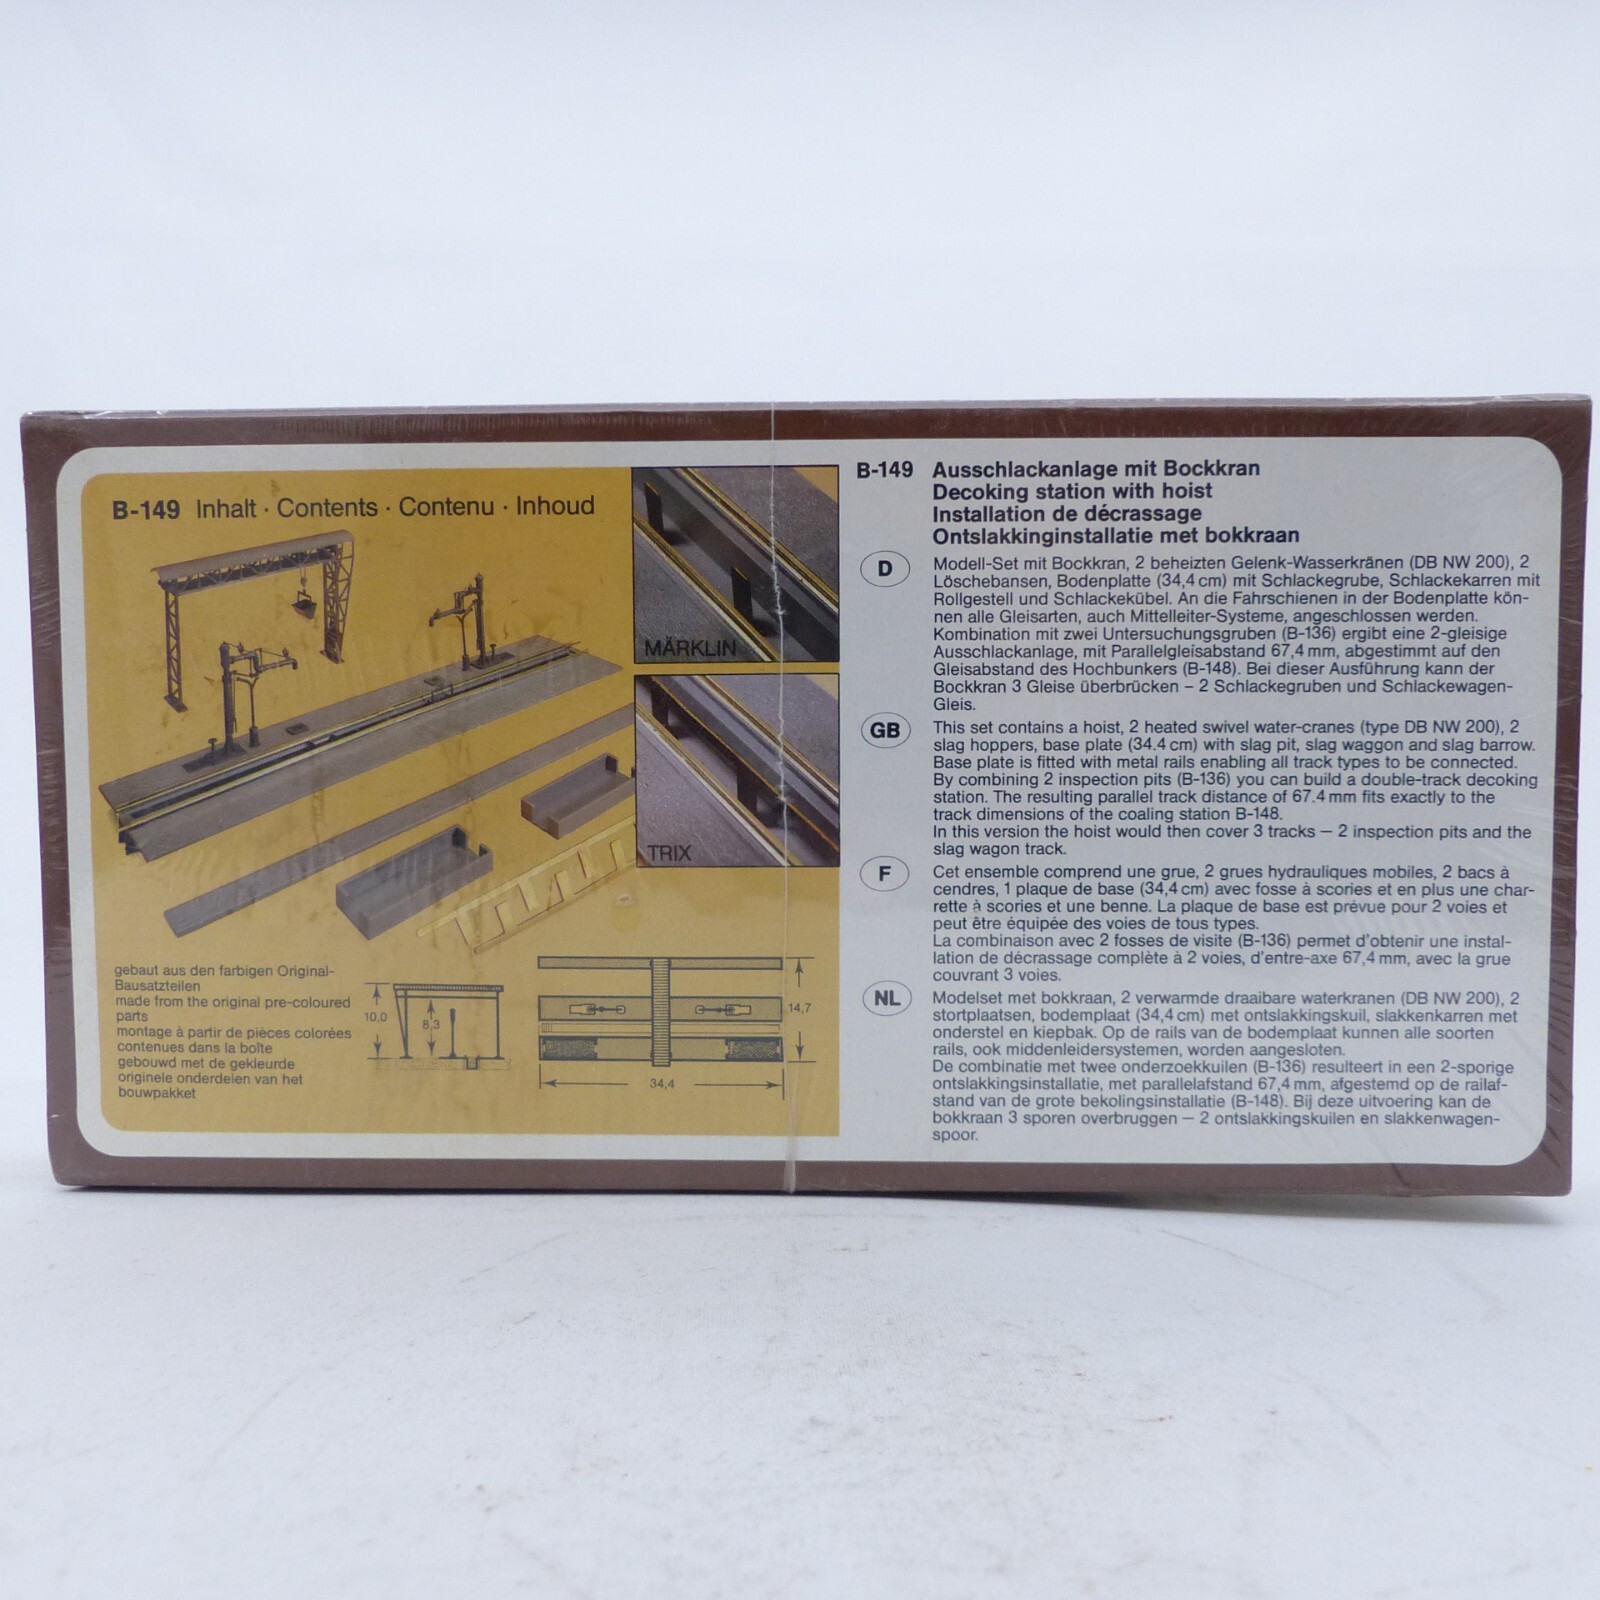 B-149 Inhalt · Contents · Contenu · Inhoud
MÄRKLIN
TRIX
gebaut aus den farbigen Original-
Bausatzteilen
made from the original pre-coloured
parts
montage à partir de pièces colorées
contenues dans la boîte
gebouwd met de gekleurde
originele onderdelen van het
bouwpakket
10,0
8,3
14,7
34,4
B-149 Ausschlackanlage mit Bockkran
Decoking station with hoist
Installation de décrassage
Ontslakkinginstallatie met bokkraan
D
Modell-Set mit Bockkran, 2 beheizten Gelenk-Wasserkränen (DB NW 200), 2
Löschebansen, Bodenplatte (34,4 cm) mit Schlackegrube, Schlackekarren mit
Rollgestell und Schlackekübel. An die Fahrschienen in der Bodenplatte kön-
nen alle Gleisarten, auch Mittelleiter-Systeme, angeschlossen werden.
Kombination mit zwei Untersuchungsgruben (B-136) ergibt eine 2-gleisige
Ausschlackanlage, mit Parallelgleisabstand 67,4 mm, abgestimmt auf den
Gleisabstand des Hochbunkers (B-148). Bei dieser Ausführung kann der
Bockkran 3 Gleise überbrücken – 2 Schlackegruben und Schlackewagen-
Gleis.
GB
This set contains a hoist, 2 heated swivel water-cranes (type DB NW 200), 2
slag hoppers, base plate (34.4 cm) with slag pit, slag waggon and slag barrow.
Base plate is fitted with metal rails enabling all track types to be connected.
By combining 2 inspection pits (B-136) you can build a double-track decoking
station. The resulting parallel track distance of 67.4 mm fits exactly to the
track dimensions of the coaling station B-148.
In this version the hoist would then cover 3 tracks – 2 inspection pits and the
slag wagon track.
F
Cet ensemble comprend une grue, 2 grues hydrauliques mobiles, 2 bacs à
cendres, 1 plaque de base (34,4 cm) avec fosse à scories et en plus une char-
rette à scories et une benne. La plaque de base est prévue pour 2 voies et
peut être équipée des voies de tous types.
La combinaison avec 2 fosses de visite (B-136) permet d'obtenir une instal-
lation de décrassage complète à 2 voies, d'entre-axe 67,4 mm, avec la grue
couvrant 3 voies.
NL
Modelset met bokkraan, 2 verwarmde draaibare waterkranen (DB NW 200), 2
stortplaatsen, bodemplaat (34,4 cm) met ontslakkingskuil, slakkenkarren met
onderstel en kiepbak. Op de rails van de bodemplaat kunnen alle soorten
rails, ook middenleidersystemen, worden aangesloten.
De combinatie met twee onderzoekkuilen (B-136) resulteert in een 2-sporige
ontslakkingsinstallatie, met parallelafstand 67,4 mm, afgestemd op de railaf-
stand van de grote bekolingsinstallatie (B-148). Bij deze uitvoering kan de
bokkraan 3 sporen overbruggen – 2 ontslakkingskuilen en slakkenwagen-
spoor.